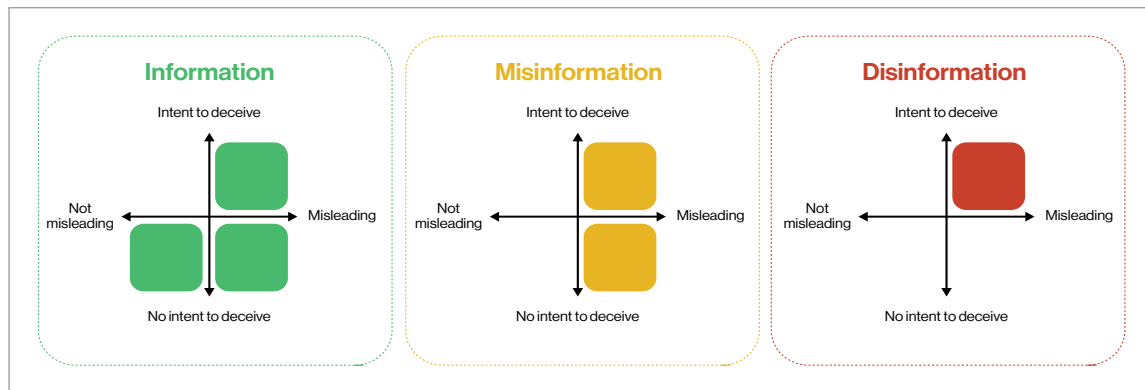 Information
Intent to deceive
Not
misleading
Misleading
No intent to deceive
Misinformation
Intent to deceive
Not
misleading
Misleading
No intent to deceive
Disinformation
Intent to deceive
Not
misleading
Misleading
No intent to deceive